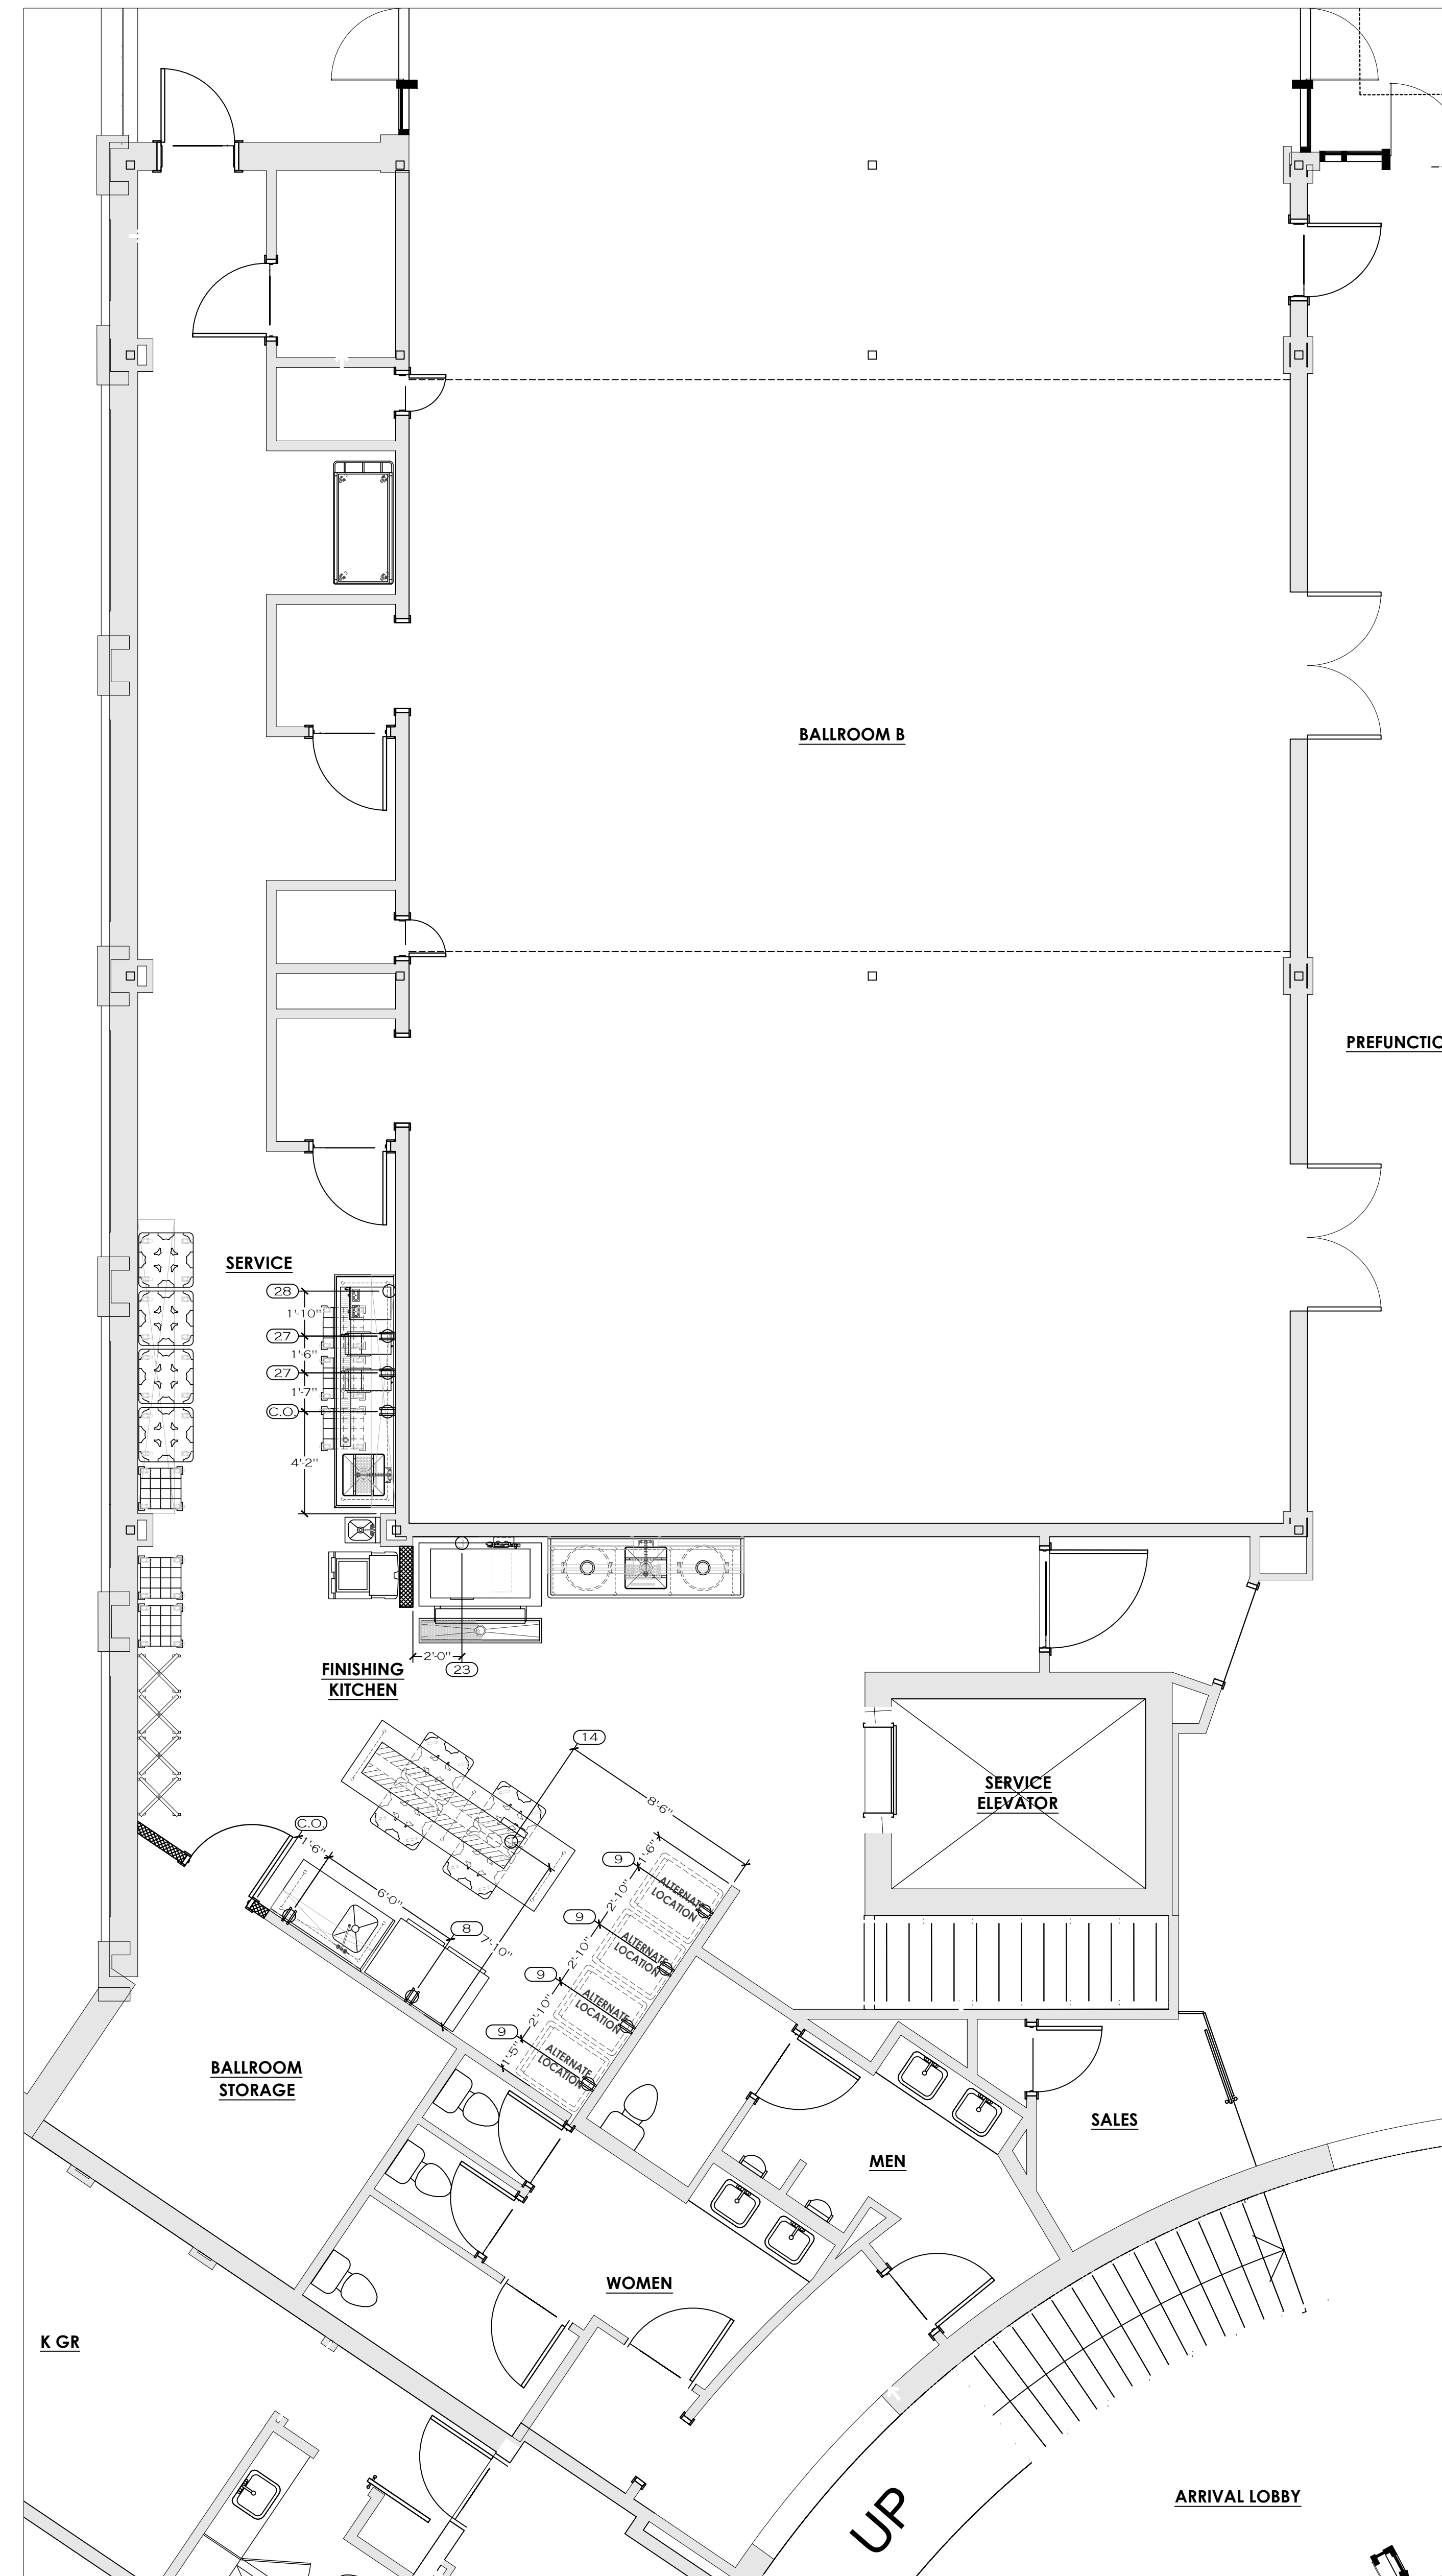 BALLROOM B
PREFUNCTIO
SERVICE
28
1'-10"
27
1'-6"
27
1'-7"
C.O.
4'-2"
2'-0"
23
FINISHING
KITCHEN
14
8'-6"
SERVICE
ELEVATOR
C.O.
1'-6"
6'-0"
8
7'-10"
1'-6"
9
ALTERNATE
LOCATION
2'-10"
9
ALTERNATE
LOCATION
2'-10"
9
ALTERNATE
LOCATION
2'-10"
9
ALTERNATE
LOCATION
1'-5"
BALLROOM
STORAGE
SALES
MEN
WOMEN
K GR
UP
ARRIVAL LOBBY